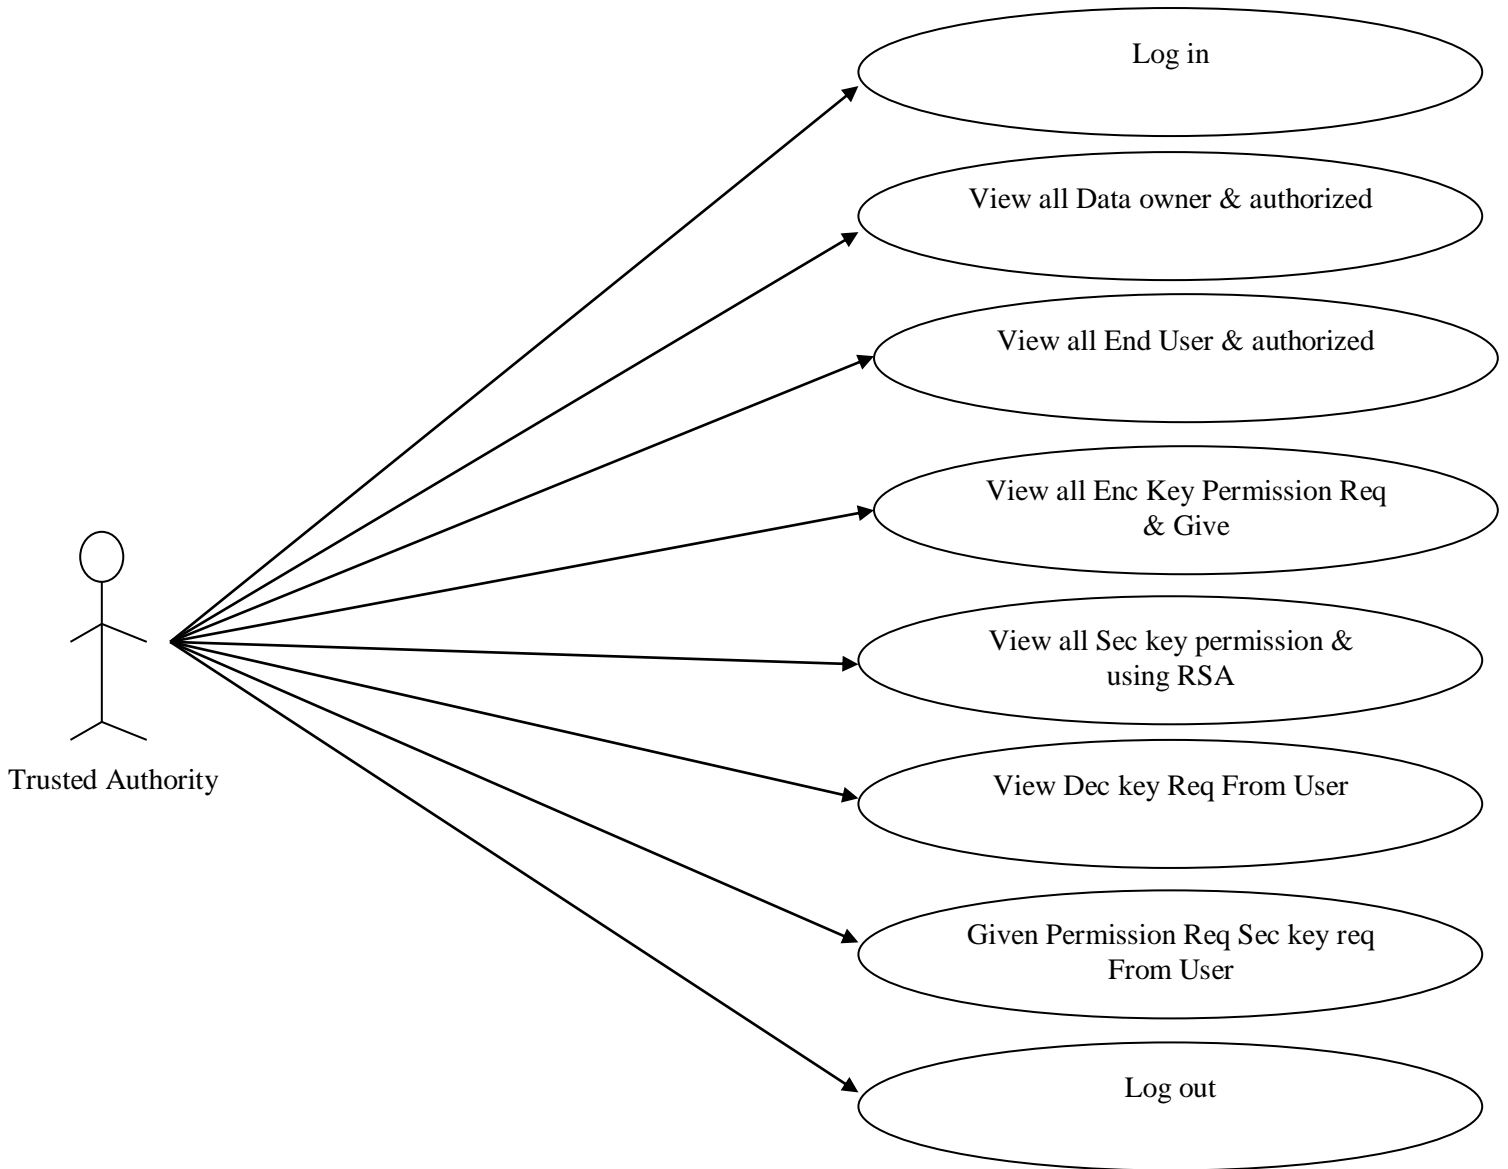 Log in
View all Data owner & authorized
View all End User & authorized
View all Enc Key Permission Req
& Give
View all Sec key permission &
using RSA
Trusted Authority
View Dec key Req From User
Given Permission Req Sec key req
From User
Log out